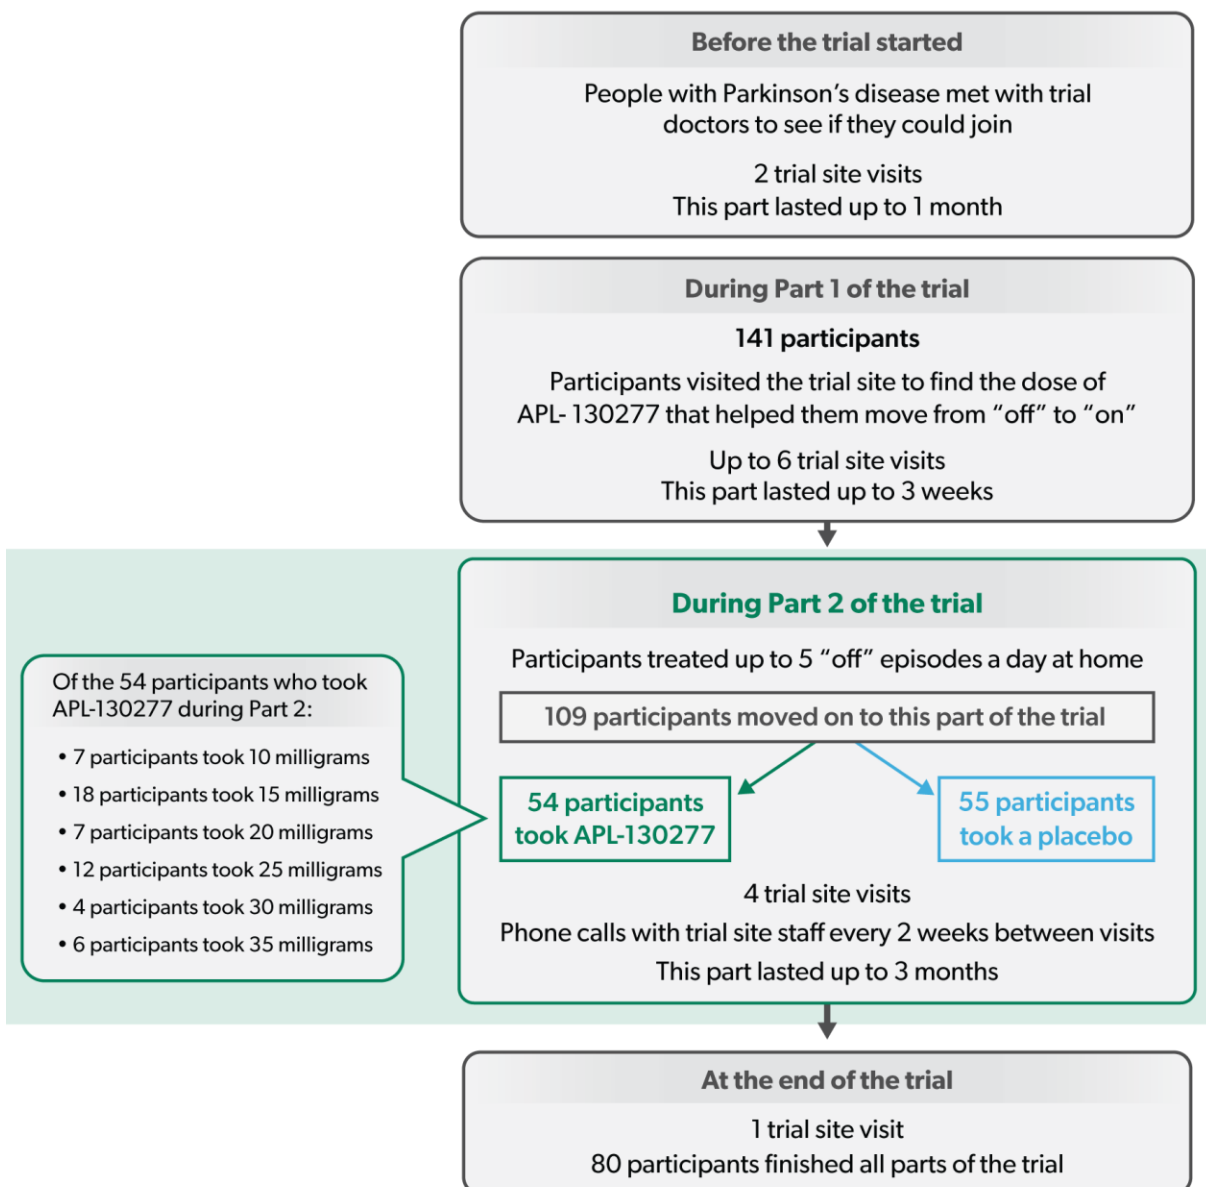 Before the trial started
People with Parkinson’s disease met with trial
doctors to see if they could join
2 trial site visits
This part lasted up to 1 month
During Part 1 of the trial
141 participants
Participants visited the trial site to find the dose of
APL- 130277 that helped them move from “off” to “on”
Up to 6 trial site visits
This part lasted up to 3 weeks
During Part 2 of the trial
Participants treated up to 5 “off” episodes a day at home
109 participants moved on to this part of the trial
54 participants
took APL-130277
55 participants
took a placebo
4 trial site visits
Phone calls with trial site staff every 2 weeks between visits
This part lasted up to 3 months
Of the 54 participants who took
APL-130277 during Part 2:
• 7 participants took 10 milligrams
• 18 participants took 15 milligrams
• 7 participants took 20 milligrams
• 12 participants took 25 milligrams
• 4 participants took 30 milligrams
• 6 participants took 35 milligrams
At the end of the trial
1 trial site visit
80 participants finished all parts of the trial